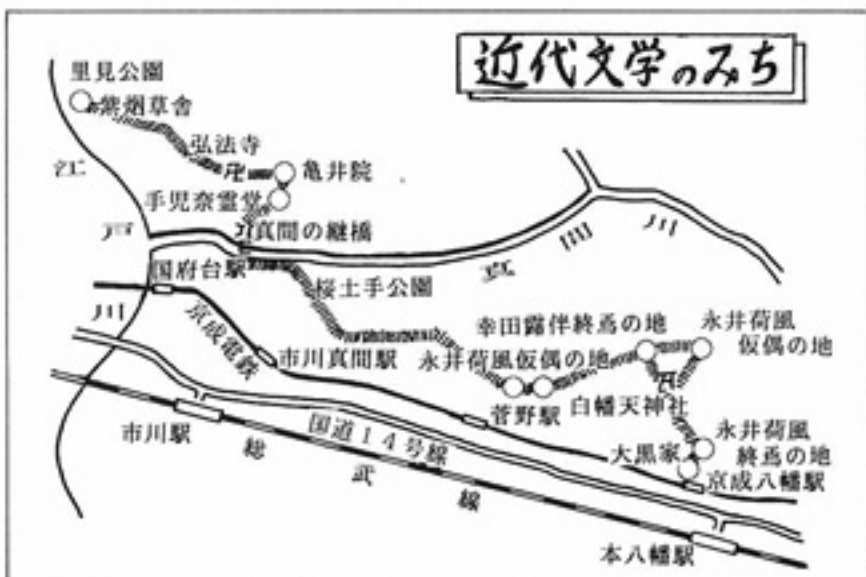 近代文学のみち
里見公園
紫烟草舎
弘法寺
卍
亀井院
手児奈霊堂
真間の継橋
江戸川
真間川
国府台駅
桜土手公園
京成電鉄
市川真間駅
幸田露伴終焉の地
永井荷風
仮偶の地
永井荷風仮偶の地
菅野駅
白幡天神社
永井荷風
終焉の地
大黒家
京成八幡駅
市川駅
国道14号線
総武線
本八幡駅